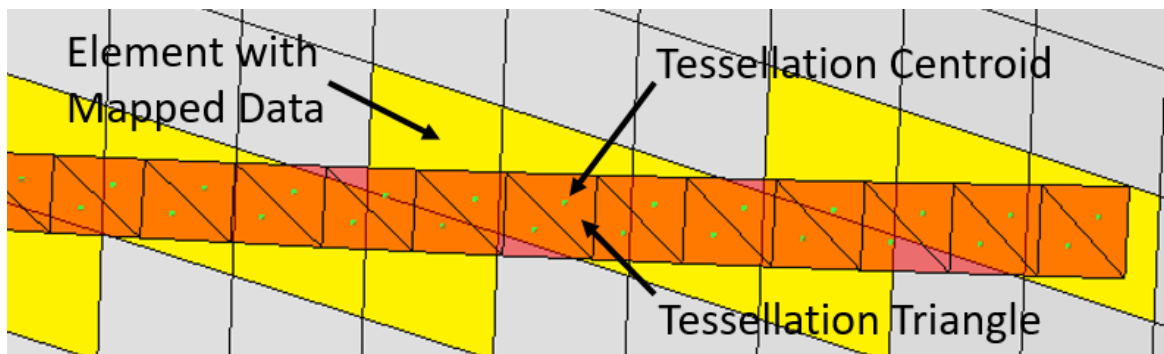 Element with
Mapped Data
Tessellation Centroid
Tessellation Triangle